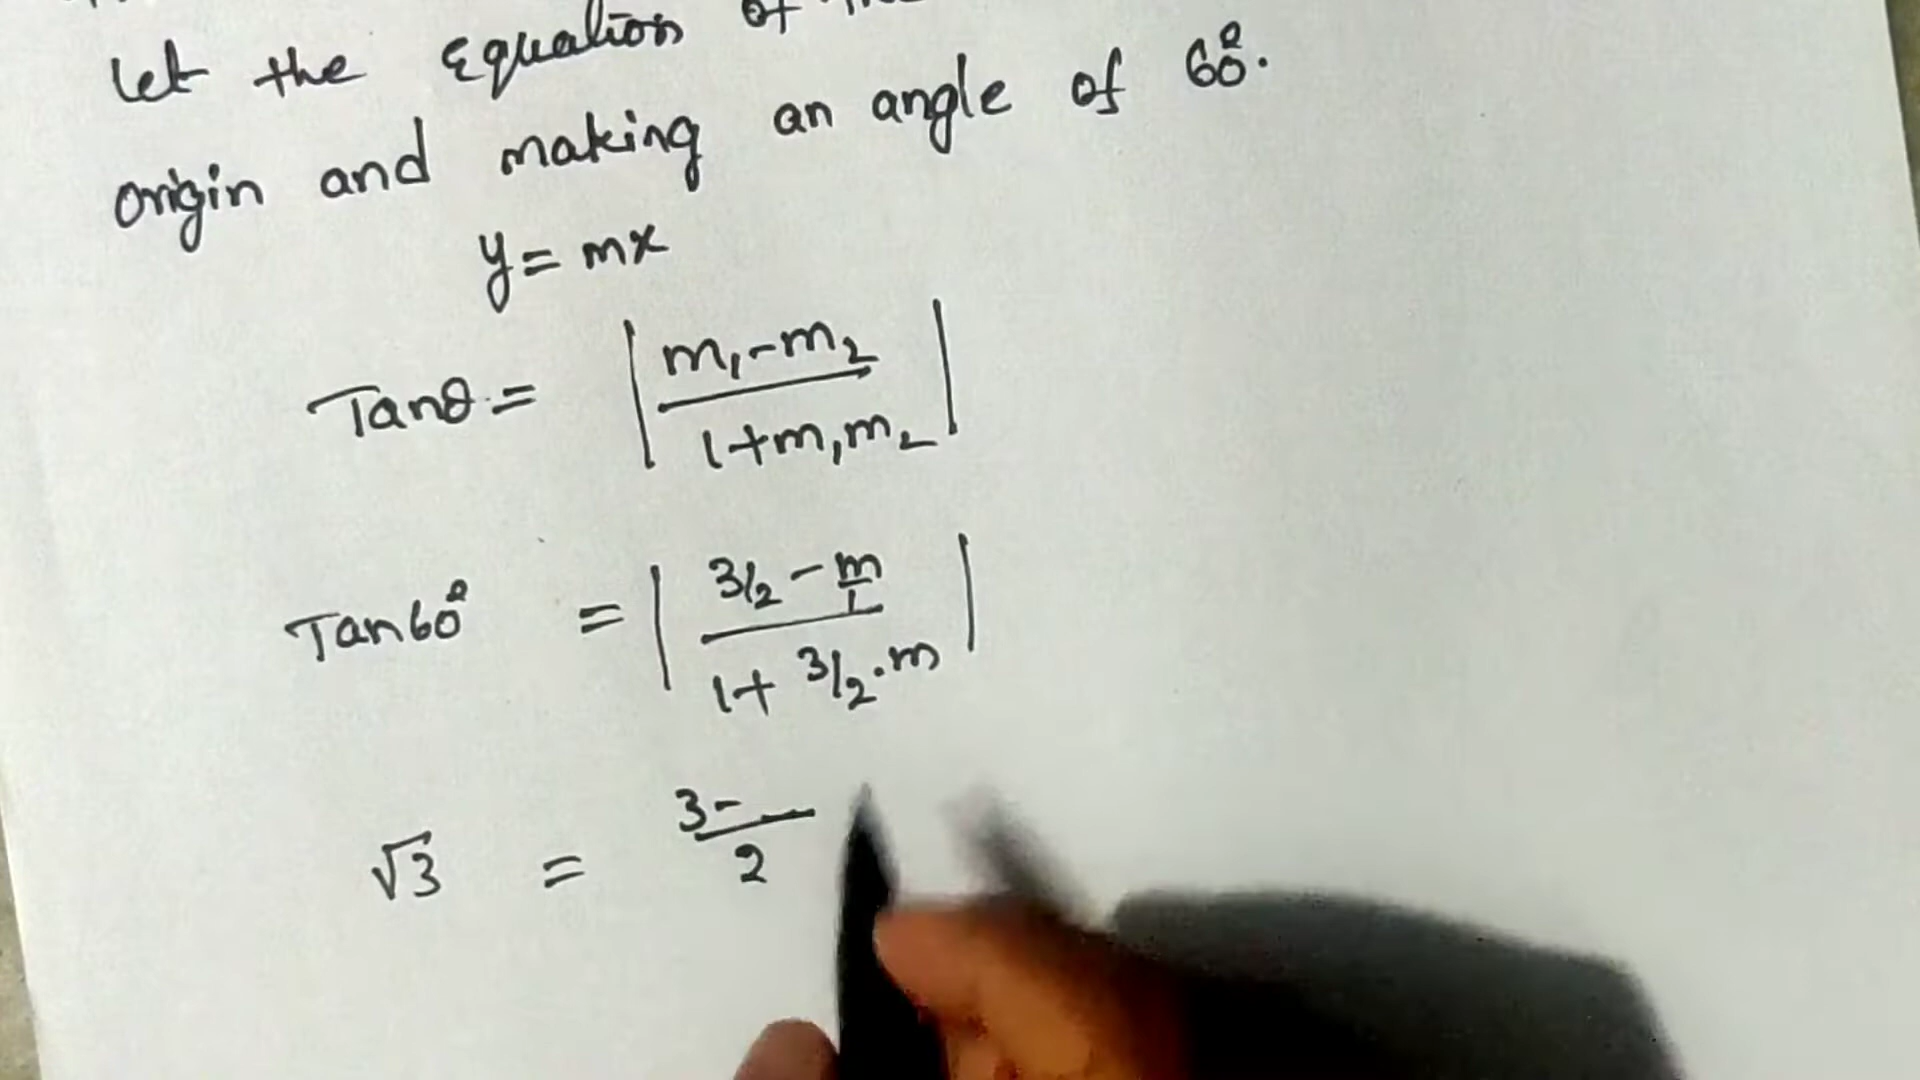 Let the Equation of
origin and making an angle of 60°.
y = mx
Tanθ = |m₁-m₂ / 1+m₁m₂|
Tan60° = |3/2 - m/1 / 1+ 3/2 . m|
√3 = 3- / 2